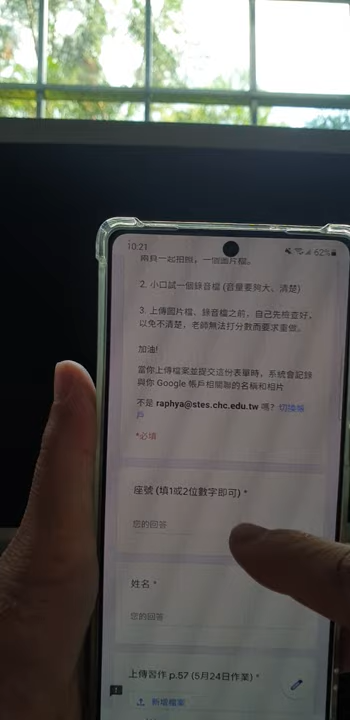 10:21
62%
兩頁一起拍照，一個圖片檔。
2. 小口試一個錄音檔 (音量要夠大、清楚)
3. 上傳圖片檔、錄音檔之前，自己先檢查好。
以免不清楚，老師無法打分數而要求重做。
加油!
當你上傳檔案並提交這份表單時，系統會記錄
與你 Google 帳戶相關聯的名稱和相片
不是 raphya@stes.chc.edu.tw 嗎？切換帳
戶
*必填
座號 (填1或2位數字即可) *
您的回答
姓名 *
您的回答
上傳習作 p.57 (5月24日作業) *
新增檔案